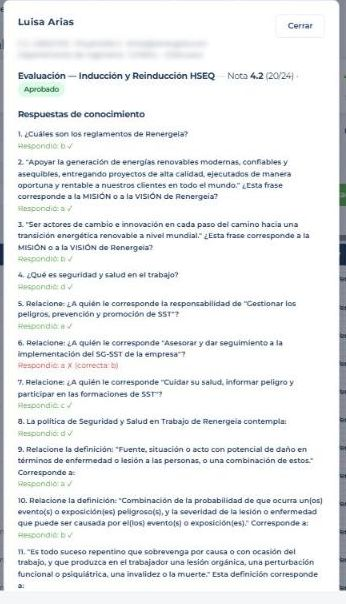 Luisa Arias
Cerrar
Evaluación — Inducción y Reinducción HSEQ — Nota 4.2 (20/24) ·
Aprobado
Respuestas de conocimiento
1. ¿Cuáles son los reglamentos de Renergeia?
Respondió: b ✓
2. "Apoyar la generación de energías renovables modernas, confiables y
asequibles, entregando proyectos de alta calidad, ejecutados de manera
oportuna y rentable a nuestros clientes en todo el mundo." ¿Esta frase
corresponde a la MISIÓN o a la VISIÓN de Renergeia?
Respondió: a ✓
3. "Ser actores de cambio e innovación en cada paso del camino hacia una
transición energética renovable a nivel mundial." ¿Esta frase corresponde a la
MISIÓN o a la VISIÓN de Renergeia?
Respondió: b ✓
4. ¿Qué es seguridad y salud en el trabajo?
Respondió: d ✓
5. Relacione: ¿A quién le corresponde la responsabilidad de "Gestionar los
peligros, prevención y promoción de SST"?
Respondió: a ✓
6. Relacione: ¿A quién le corresponde "Asesorar y dar seguimiento a la
implementación del SG-SST de la empresa"?
Respondió: a ✗ (correcta: b)
7. Relacione: ¿A quién le corresponde "Cuidar su salud, informar peligro y
participar en las formaciones de SST"?
Respondió: c ✓
8. La política de Seguridad y Salud en Trabajo de Renergeia contempla:
Respondió: d ✓
9. Relacione la definición: "Fuente, situación o acto con potencial de daño en
términos de enfermedad o lesión a las personas, o una combinación de estos."
Corresponde a:
Respondió: a ✓
10. Relacione la definición: "Combinación de la probabilidad de que ocurra un(os)
evento(s) o exposición(es) peligroso(s), y la severidad de la lesión o enfermedad
que puede ser causada por el(los) evento(s) o exposición(es)." Corresponde a:
Respondió: b ✓
11. "Es todo suceso repentino que sobrevenga por causa o con ocasión del
trabajo, y que produzca en el trabajador una lesión orgánica, una perturbación
funcional o psiquiátrica, una invalidez o la muerte." Esta definición corresponde
a: